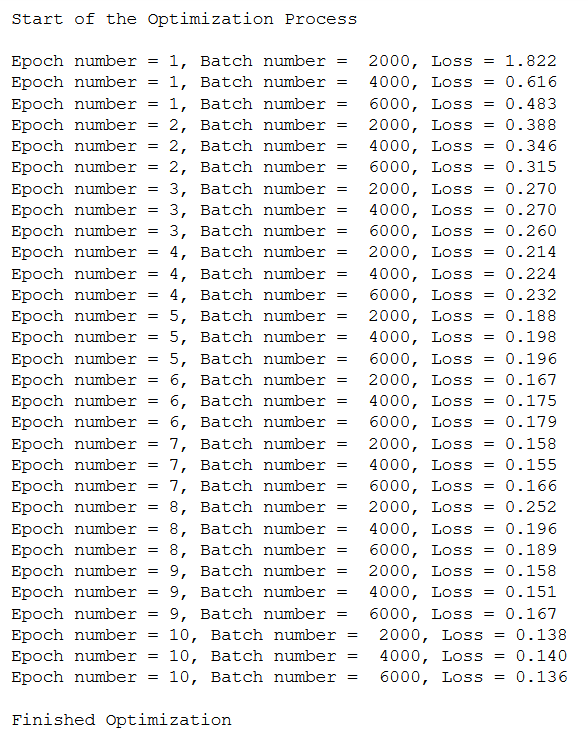 Start of the Optimization Process
Epoch number = 1, Batch number =  2000, Loss = 1.822
Epoch number = 1, Batch number =  4000, Loss = 0.616
Epoch number = 1, Batch number =  6000, Loss = 0.483
Epoch number = 2, Batch number =  2000, Loss = 0.388
Epoch number = 2, Batch number =  4000, Loss = 0.346
Epoch number = 2, Batch number =  6000, Loss = 0.315
Epoch number = 3, Batch number =  2000, Loss = 0.270
Epoch number = 3, Batch number =  4000, Loss = 0.270
Epoch number = 3, Batch number =  6000, Loss = 0.260
Epoch number = 4, Batch number =  2000, Loss = 0.214
Epoch number = 4, Batch number =  4000, Loss = 0.224
Epoch number = 4, Batch number =  6000, Loss = 0.232
Epoch number = 5, Batch number =  2000, Loss = 0.188
Epoch number = 5, Batch number =  4000, Loss = 0.198
Epoch number = 5, Batch number =  6000, Loss = 0.196
Epoch number = 6, Batch number =  2000, Loss = 0.167
Epoch number = 6, Batch number =  4000, Loss = 0.175
Epoch number = 6, Batch number =  6000, Loss = 0.179
Epoch number = 7, Batch number =  2000, Loss = 0.158
Epoch number = 7, Batch number =  4000, Loss = 0.155
Epoch number = 7, Batch number =  6000, Loss = 0.166
Epoch number = 8, Batch number =  2000, Loss = 0.252
Epoch number = 8, Batch number =  4000, Loss = 0.196
Epoch number = 8, Batch number =  6000, Loss = 0.189
Epoch number = 9, Batch number =  2000, Loss = 0.158
Epoch number = 9, Batch number =  4000, Loss = 0.151
Epoch number = 9, Batch number =  6000, Loss = 0.167
Epoch number = 10, Batch number =  2000, Loss = 0.138
Epoch number = 10, Batch number =  4000, Loss = 0.140
Epoch number = 10, Batch number =  6000, Loss = 0.136
Finished Optimization